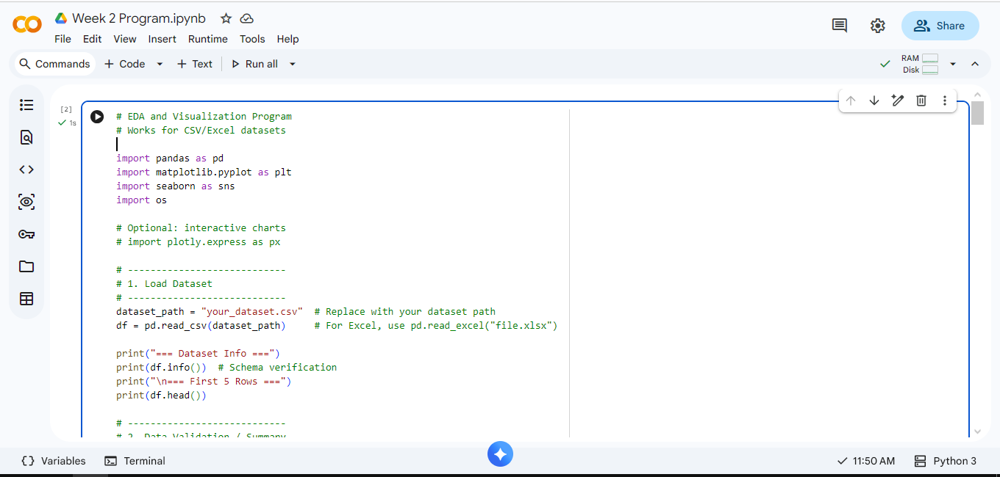 Week 2 Program.ipynb
File Edit View Insert Runtime Tools Help
Share
Commands + Code + Text Run all
RAM
Disk
[2]
1s
# EDA and Visualization Program
# Works for CSV/Excel datasets
import pandas as pd
import matplotlib.pyplot as plt
import seaborn as sns
import os
# Optional: interactive charts
# import plotly.express as px
# ----------------------------
# 1. Load Dataset
# ----------------------------
dataset_path = "your_dataset.csv"  # Replace with your dataset path
df = pd.read_csv(dataset_path)     # For Excel, use pd.read_excel("file.xlsx")
print("=== Dataset Info ===")
print(df.info())  # Schema verification
print("\n=== First 5 Rows ===")
print(df.head())
# ----------------------------
# 2. Data Validation / Summary
Variables Terminal
11:50 AM Python 3